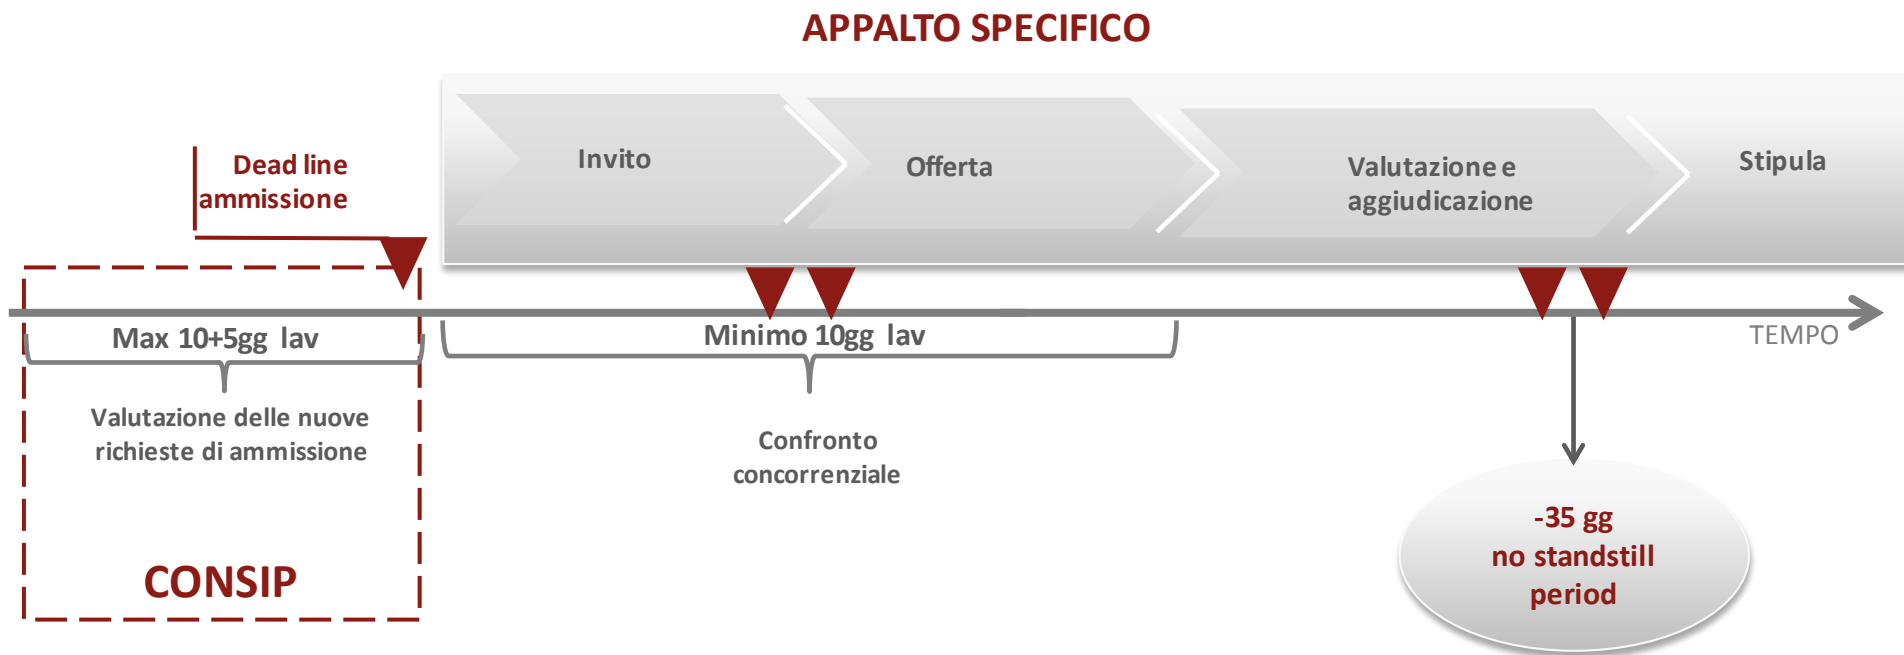 APPALTO SPECIFICO
Dead line
ammissione
Invito
Offerta
Valutazione e
aggiudicazione
Stipula
Max 10+5gg lav
Minimo 10gg lav
TEMPO
Valutazione delle nuove
richieste di ammissione
Confronto
concorrenziale
CONSIP
-35 gg
no standstill
period